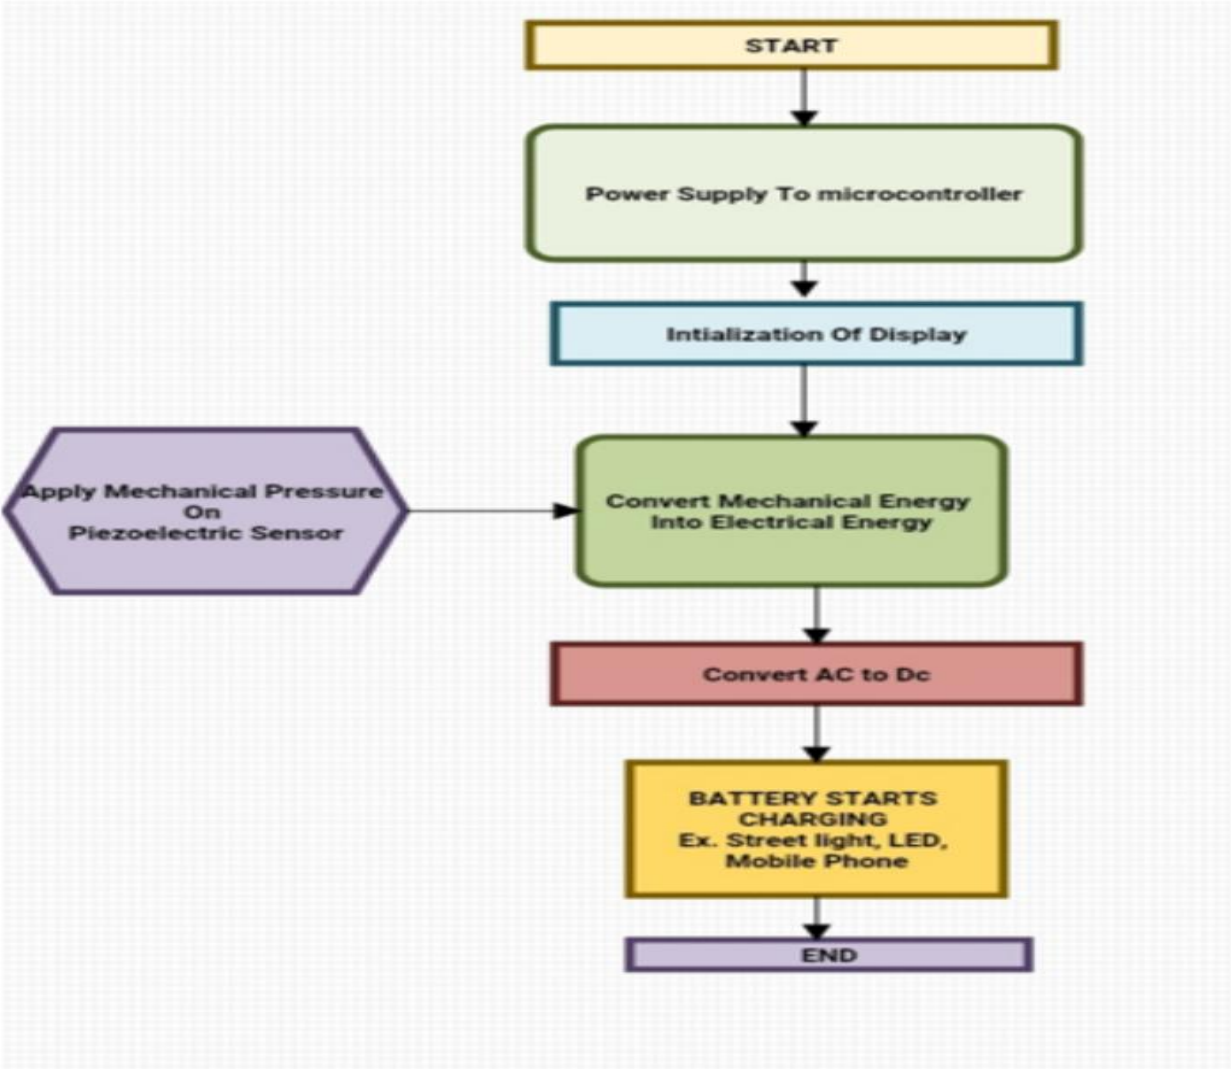 START
Power Supply To microcontroller
Intialization Of Display
Apply Mechanical Pressure
On
Piezoelectric Sensor
Convert Mechanical Energy
Into Electrical Energy
Convert AC to Dc
BATTERY STARTS
CHARGING
Ex. Street light, LED,
Mobile Phone
END